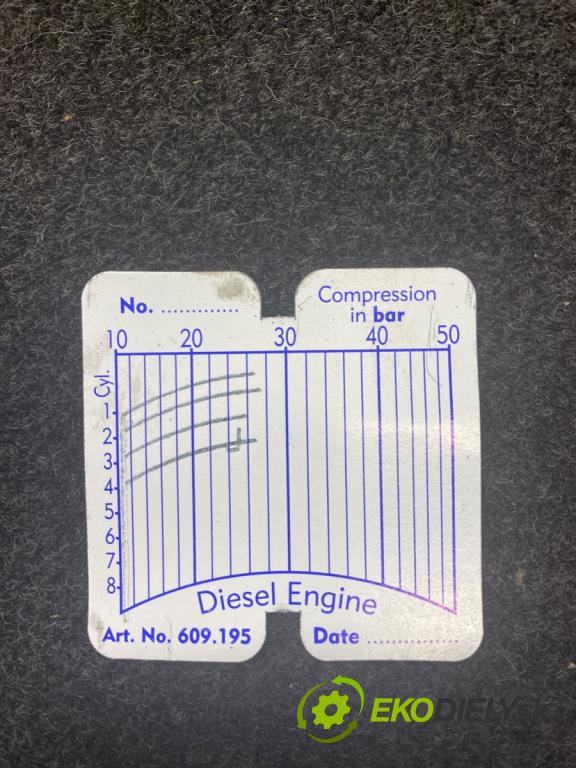 No. ..............
Compression
in bar
10 20 30 40 50
Cyl.
1
2
3
4
5
6
7
8
Diesel Engine
Art. No. 609.195
Date ..................
EKODIELY.SK